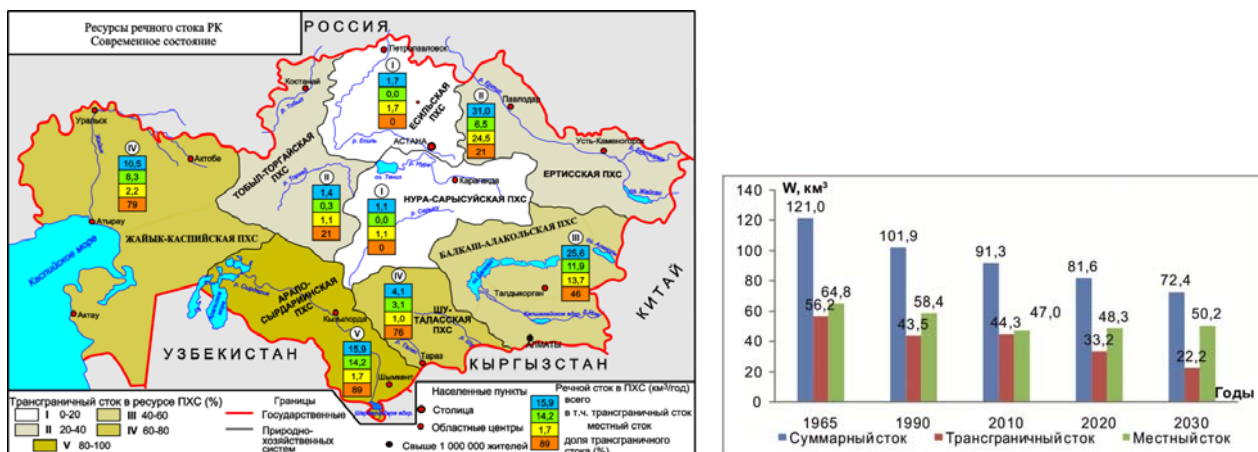 Ресурсы речного стока РК
Современное состояние
РОССИЯ
Петропавловск
I
1,7
0,0
1,7
0
ЕСИЛЬСКАЯ ПХС
Костанай
р. Тобыл
II
31,0
6,5
24,5
21
Павлодар
Уральск
АСТАНА
р. Есиль
Усть-Каменогорск
IV
10,5
8,3
2,2
79
Актобе
ТОБЫЛ-ТОРГАЙСКАЯ ПХС
р. Торгай
II
1,4
0,3
1,1
21
оз. Тенгиз
р. Нура
Караганда
I
1,1
0,0
1,1
0
НУРА-САРЫСУЙСКАЯ ПХС
р. Сарысу
ЕРТИССКАЯ ПХС
оз. Жайсан
Атырау
ЖАЙЫК-КАСПИЙСКАЯ ПХС
Каспийское море
БАЛКАШ-АЛАКОЛЬСКАЯ ПХС
III
25,6
11,9
13,7
46
Талдыкорган
КИТАЙ
р. Сырдария
АРАЛО-СЫРДАРИИНСКАЯ ПХС
Кызылорда
IV
4,1
3,1
1,0
76
ШУ-ТАЛАССКАЯ ПХС
Актау
V
15,9
14,2
1,7
89
Тараз
АЛМАТЫ
УЗБЕКИСТАН
КЫРГЫЗСТАН
Шымкент
Трансграничный сток в ресурсе ПХС (%)
I 0-20
II 20-40
III 40-60
IV 60-80
V 80-100
Границы
Государственные
Природно-хозяйственных систем
Населенные пункты
Столица
Областные центры
Свыше 1 000 000 жителей
Речной сток в ПХС (км³/год)
15,9 всего
14,2 в т.ч. трансграничный сток
1,7 местный сток
89 доля трансграничного стока (%)
W, км³
140
120
100
80
60
40
20
0
121,0
56,2
64,8
101,9
43,5
58,4
91,3
44,3
47,0
81,6
33,2
48,3
72,4
22,2
50,2
Годы
1965 1990 2010 2020 2030
Суммарный сток Трансграничный сток Местный сток